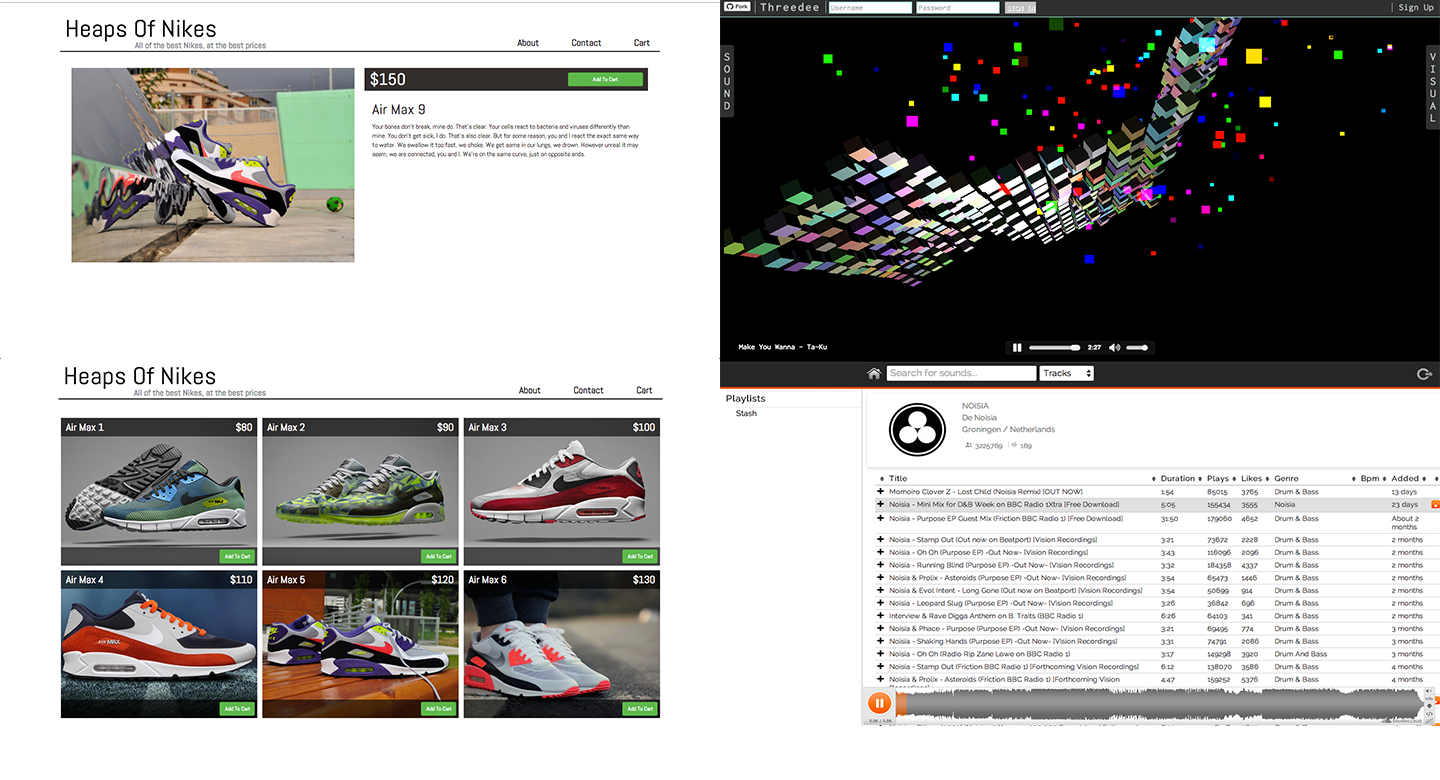 Heaps Of Nikes
All of the best Nikes, at the best prices
About Contact Cart
$150 Add To Cart
Air Max 9
Your bones don't break, mine do. That's clear. Your cells react to bacteria and viruses differently than
mine. You don't get sick, I do. That's also clear. But for some reason, you and I react the exact same way
to water. We swallow it too fast, we choke. We get some in our lungs, we drown. However unreal it may
seem, we are connected, you and I. We're on the same curve, just on opposite ends.
Heaps Of Nikes
All of the best Nikes, at the best prices
About Contact Cart
Air Max 1 $80
Air Max 2 $90
Air Max 3 $100
Add To Cart
Add To Cart
Add To Cart
Air Max 4 $110
Air Max 5 $120
Air Max 6 $130
Add To Cart
Add To Cart
Add To Cart
Fork Threedee Username Password Sign In Sign Up
SOUND
VISUAL
Make You Wanna - Ta-Ku
2:27
Search for sounds... Tracks
Playlists
Stash
NOISIA
De Noisia
Groningen / Netherlands
3225769 169
Title Duration Plays Likes Genre Bpm Added
Momoiro Clover Z - Lost Child (Noisia Remix) [OUT NOW] 1:54 85015 3765 Drum & Bass 13 days
Noisia - Mini Mix for D&B Week on BBC Radio 1Xtra [Free Download] 5:05 155434 3555 Noisia 23 days
Noisia - Purpose EP Guest Mix (Friction BBC Radio 1) [Free Download] 31:50 179060 4652 Drum & Bass About 2
months
Noisia - Stamp Out (Out now on Beatport) [Vision Recordings] 3:21 73672 2228 Drum & Bass 2 months
Noisia - Oh Oh (Purpose EP) -Out Now- [Vision Recordings] 3:43 116096 2096 Drum & Bass 2 months
Noisia - Running Blind (Purpose EP) -Out Now- [Vision Recordings] 3:32 184358 4337 Drum & Bass 2 months
Noisia & Prolix - Asteroids (Purpose EP) -Out Now- [Vision Recordings] 3:54 65473 1446 Drum & Bass 2 months
Noisia & Evol Intent - Long Gone (Out now on Beatport) [Vision Recordings] 3:54 50699 914 Drum & Bass 2 months
Noisia - Leopard Slug (Purpose EP) -Out Now- [Vision Recordings] 3:26 36842 696 Drum & Bass 2 months
Interview & Rave Digga Anthem on B. Traits (BBC Radio 1) 6:26 64103 341 Drum & Bass 2 months
Noisia & Phace - Purpose (Purpose EP) -Out Now- [Vision Recordings] 3:21 69495 774 Drum & Bass 3 months
Noisia - Shaking Hands (Purpose EP) -Out Now- [Vision Recordings] 3:31 74791 2086 Drum & Bass 3 months
Noisia - Oh Oh (Radio Rip Zane Lowe on BBC Radio 1) 3:17 149298 3920 Drum And Bass 3 months
Noisia - Stamp Out (Friction BBC Radio 1) [Forthcoming Vision Recordings] 6:12 138070 3586 Drum & Bass 4 months
Noisia & Prolix - Asteroids (Friction BBC Radio 1) [Forthcoming Vision 4:47 159252 5376 Drum & Bass 4 months